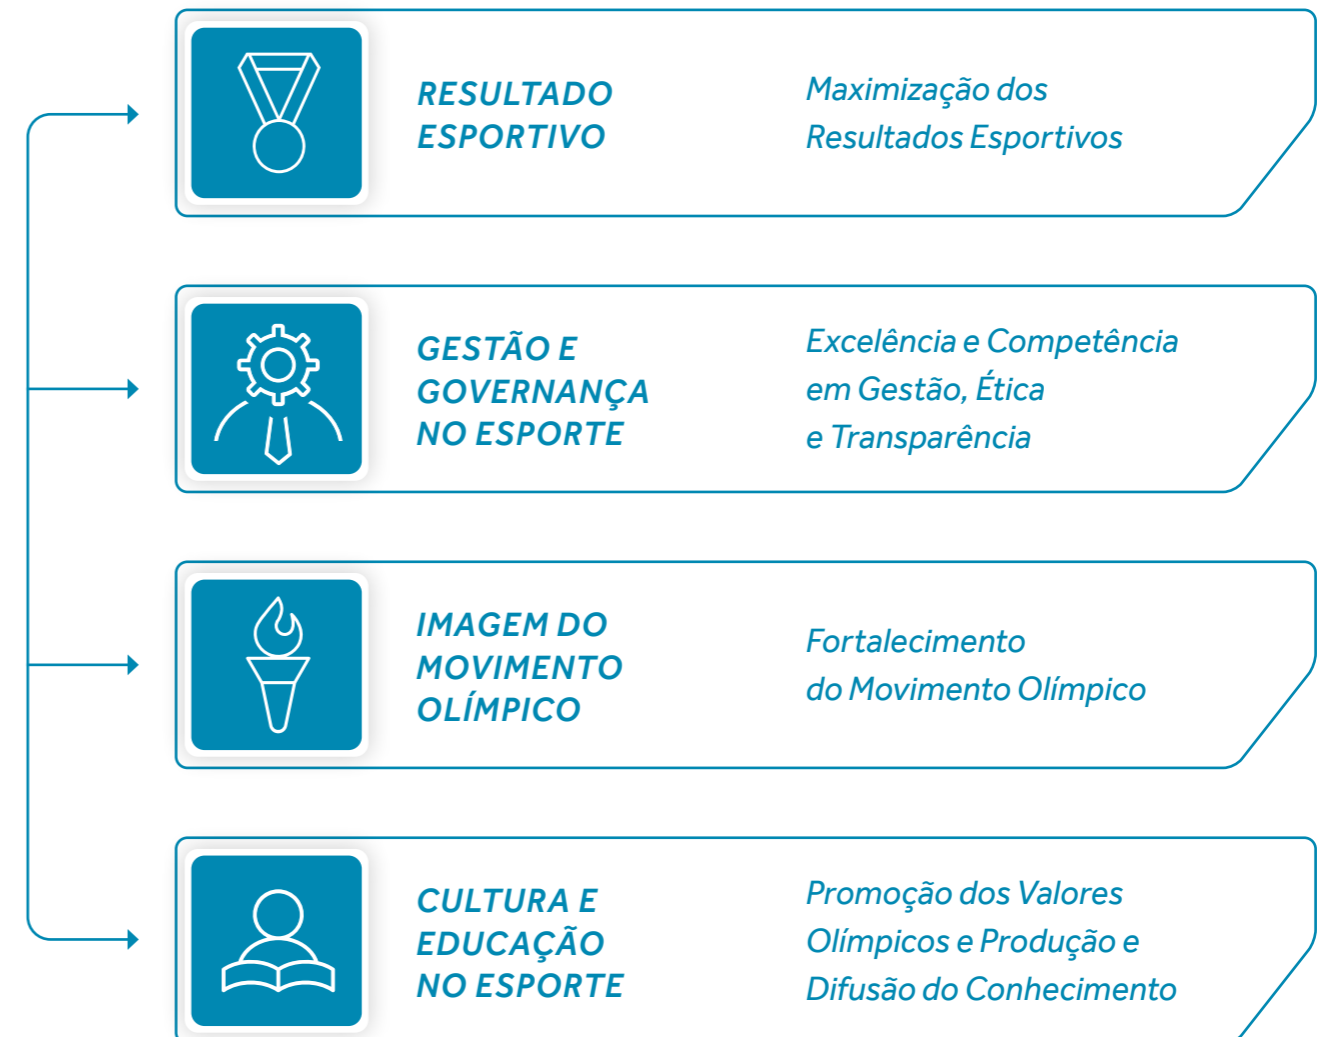 RESULTADO
ESPORTIVO
Maximização dos
Resultados Esportivos
GESTÃO E
GOVERNANÇA
NO ESPORTE
Excelência e Competência
em Gestão, Ética
e Transparência
IMAGEM DO
MOVIMENTO
OLÍMPICO
Fortalecimento
do Movimento Olímpico
CULTURA E
EDUCAÇÃO
NO ESPORTE
Promoção dos Valores
Olímpicos e Produção e
Difusão do Conhecimento